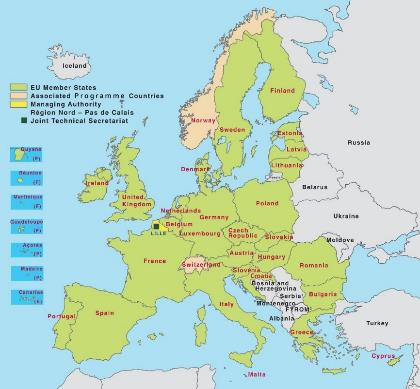 Iceland
EU Member States
Associated Programme Countries
Managing Authority
Région Nord – Pas de Calais
Joint Technical Secretariat
Norway
Sweden
Finland
Estonia
Latvia
Lithuania
Russia
Denmark
Belarus
Ireland
United
Kingdom
Netherlands
Belgium
LILLE
Germany
Poland
Luxembourg
Czech
Republic
Slovakia
Ukraine
Moldova
France
Switzerland
Austria
Hungary
Slovenia
Croatia
Romania
Bosnia and
Herzegovina
Serbia
Montenegro
FYROM
Albania
Bulgaria
Italy
Portugal
Spain
Greece
Turkey
Malta
Cyprus
Guyane
(F)
Réunion
(F)
Martinique
(F)
Guadeloupe
(F)
Açores
(P)
Madeira
(P)
Canarias
(E)